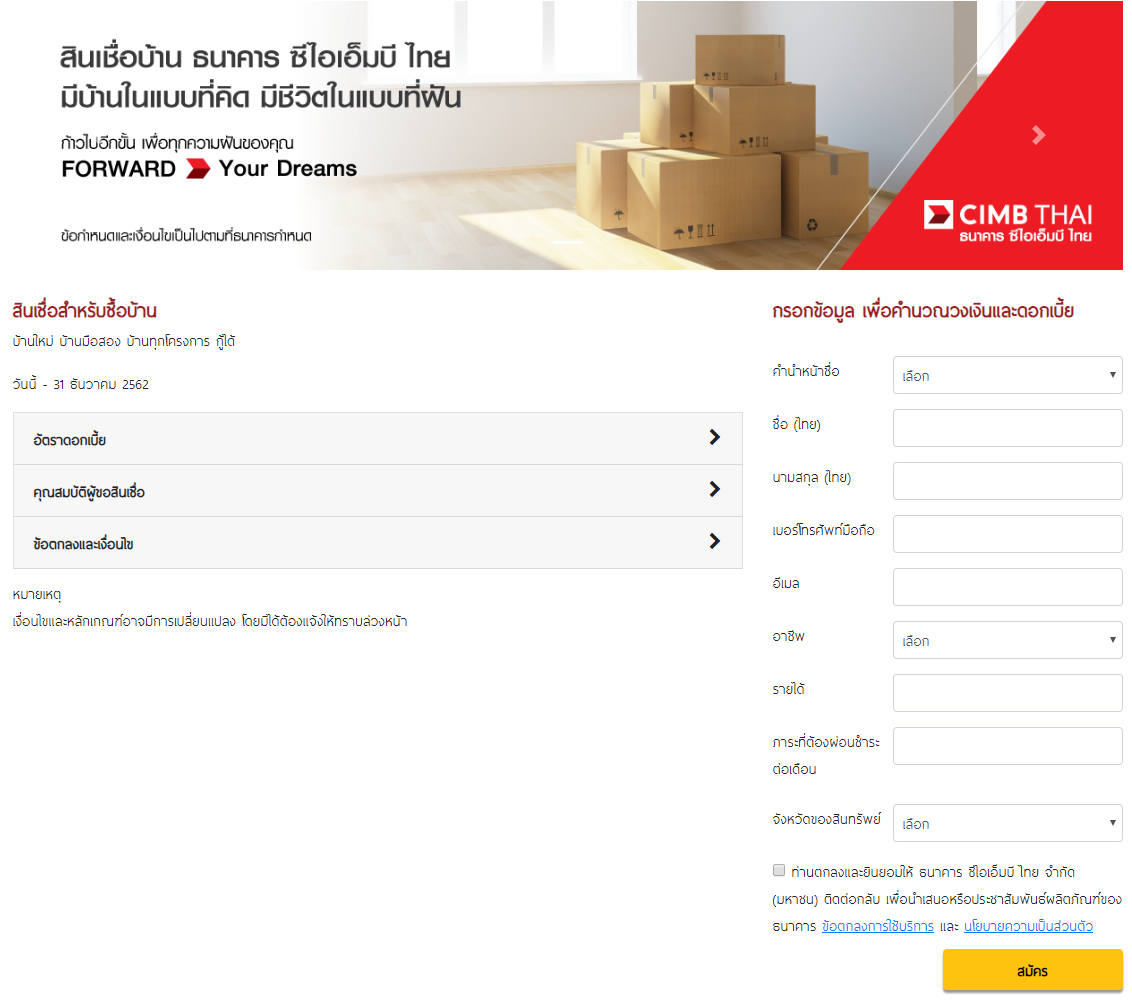 สินเชื่อบ้าน ธนาคาร ซีไอเอ็มบี ไทย
มีบ้านในแบบที่คิด มีชีวิตในแบบที่ฝัน
ก้าวไปอีกขั้น เพื่อทุกความฝันของคุณ
FORWARD Your Dreams
ข้อกำหนดและเงื่อนไขเป็นไปตามที่ธนาคารกำหนด
CIMB THAI
ธนาคาร ซีไอเอ็มบี ไทย
สินเชื่อสำหรับซื้อบ้าน
บ้านใหม่ บ้านมือสอง บ้านทุกโครงการ กู้ได้
วันนี้ - 31 ธันวาคม 2562
อัตราดอกเบี้ย
คุณสมบัติผู้ขอสินเชื่อ
ข้อตกลงและเงื่อนไข
หมายเหตุ
เงื่อนไขและหลักเกณฑ์อาจมีการเปลี่ยนแปลง โดยมิได้ต้องแจ้งให้ทราบล่วงหน้า
กรอกข้อมูล เพื่อคำนวณวงเงินและดอกเบี้ย
คำนำหน้าชื่อ เลือก
ชื่อ (ไทย)
นามสกุล (ไทย)
เบอร์โทรศัพท์มือถือ
อีเมล
อาชีพ เลือก
รายได้
ภาระที่ต้องผ่อนชำระ
ต่อเดือน
จังหวัดของสินทรัพย์ เลือก
ท่านตกลงและยินยอมให้ ธนาคาร ซีไอเอ็มบี ไทย จำกัด
(มหาชน) ติดต่อกลับ เพื่อนำเสนอหรือประชาสัมพันธ์ผลิตภัณฑ์ของ
ธนาคาร ข้อตกลงการใช้บริการ และ นโยบายความเป็นส่วนตัว
สมัคร